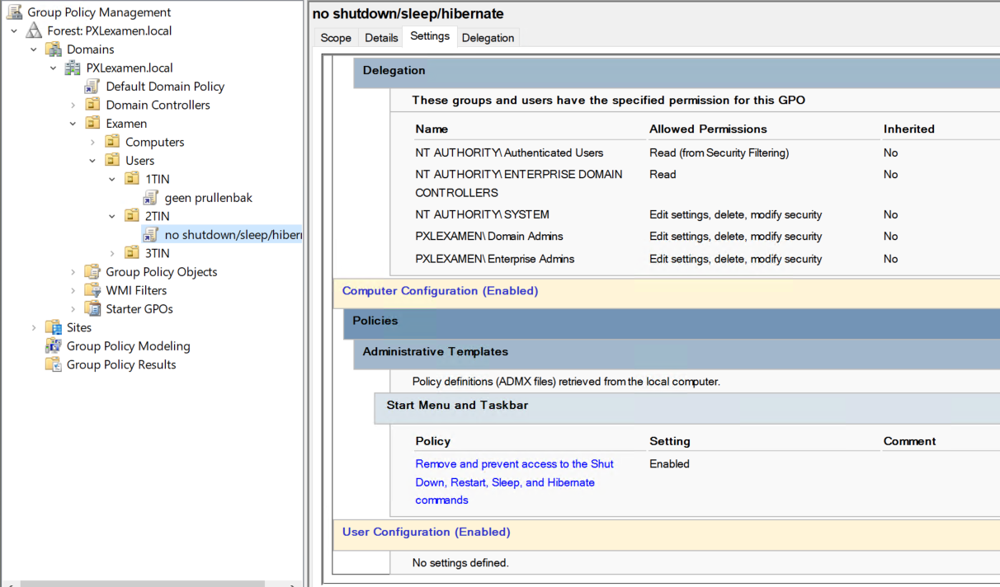 Group Policy Management
Forest: PXLexamen.local
Domains
PXLexamen.local
Default Domain Policy
Domain Controllers
Examen
Computers
Users
1TIN
geen prullenbak
2TIN
no shutdown/sleep/hiber
3TIN
Group Policy Objects
WMI Filters
Starter GPOs
Sites
Group Policy Modeling
Group Policy Results
no shutdown/sleep/hibernate
Scope Details Settings Delegation
Delegation
These groups and users have the specified permission for this GPO
Name Allowed Permissions Inherited
NT AUTHORITY\Authenticated Users Read (from Security Filtering) No
NT AUTHORITY\ENTERPRISE DOMAIN Read No
CONTROLLERS
NT AUTHORITY\SYSTEM Edit settings, delete, modify security No
PXLEXAMEN\Domain Admins Edit settings, delete, modify security No
PXLEXAMEN\Enterprise Admins Edit settings, delete, modify security No
Computer Configuration (Enabled)
Policies
Administrative Templates
Policy definitions (ADMX files) retrieved from the local computer.
Start Menu and Taskbar
Policy Setting Comment
Remove and prevent access to the Shut Enabled
Down, Restart, Sleep, and Hibernate
commands
User Configuration (Enabled)
No settings defined.